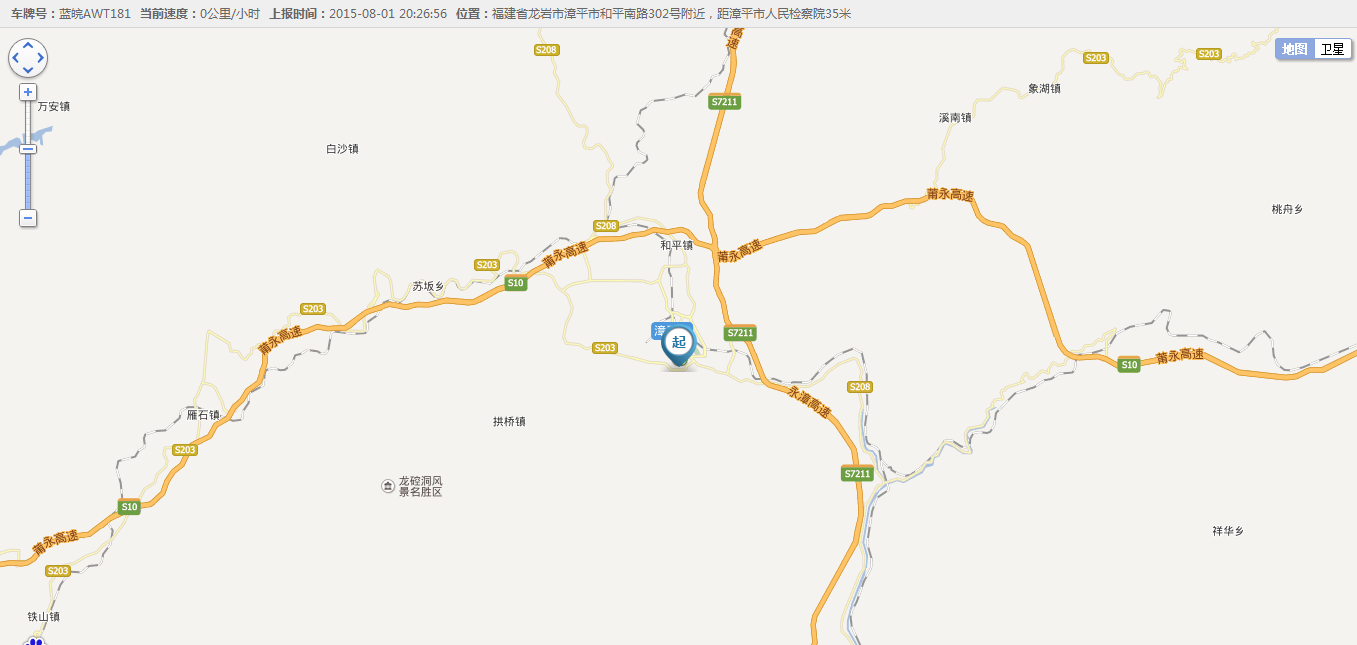 车牌号：蓝皖AWT181 当前速度：0公里/小时 上报时间：2015-08-01 20:26:56 位置：福建省龙岩市漳平市和平南路302号附近，距漳平市人民检察院35米
高速
S208
地图 卫星
S203
S203
象湖镇
S7211
万安镇
溪南镇
白沙镇
莆永高速
桃舟乡
S208
和平镇
莆永高速
莆永高速
S203
S10
苏坂乡
S203
莆永高速
漳
起
S7211
S203
莆永高速
S10
S208
永漳高速
雁石镇
拱桥镇
S203
S7211
龙崆洞风
景名胜区
S10
祥华乡
莆永高速
S203
铁山镇